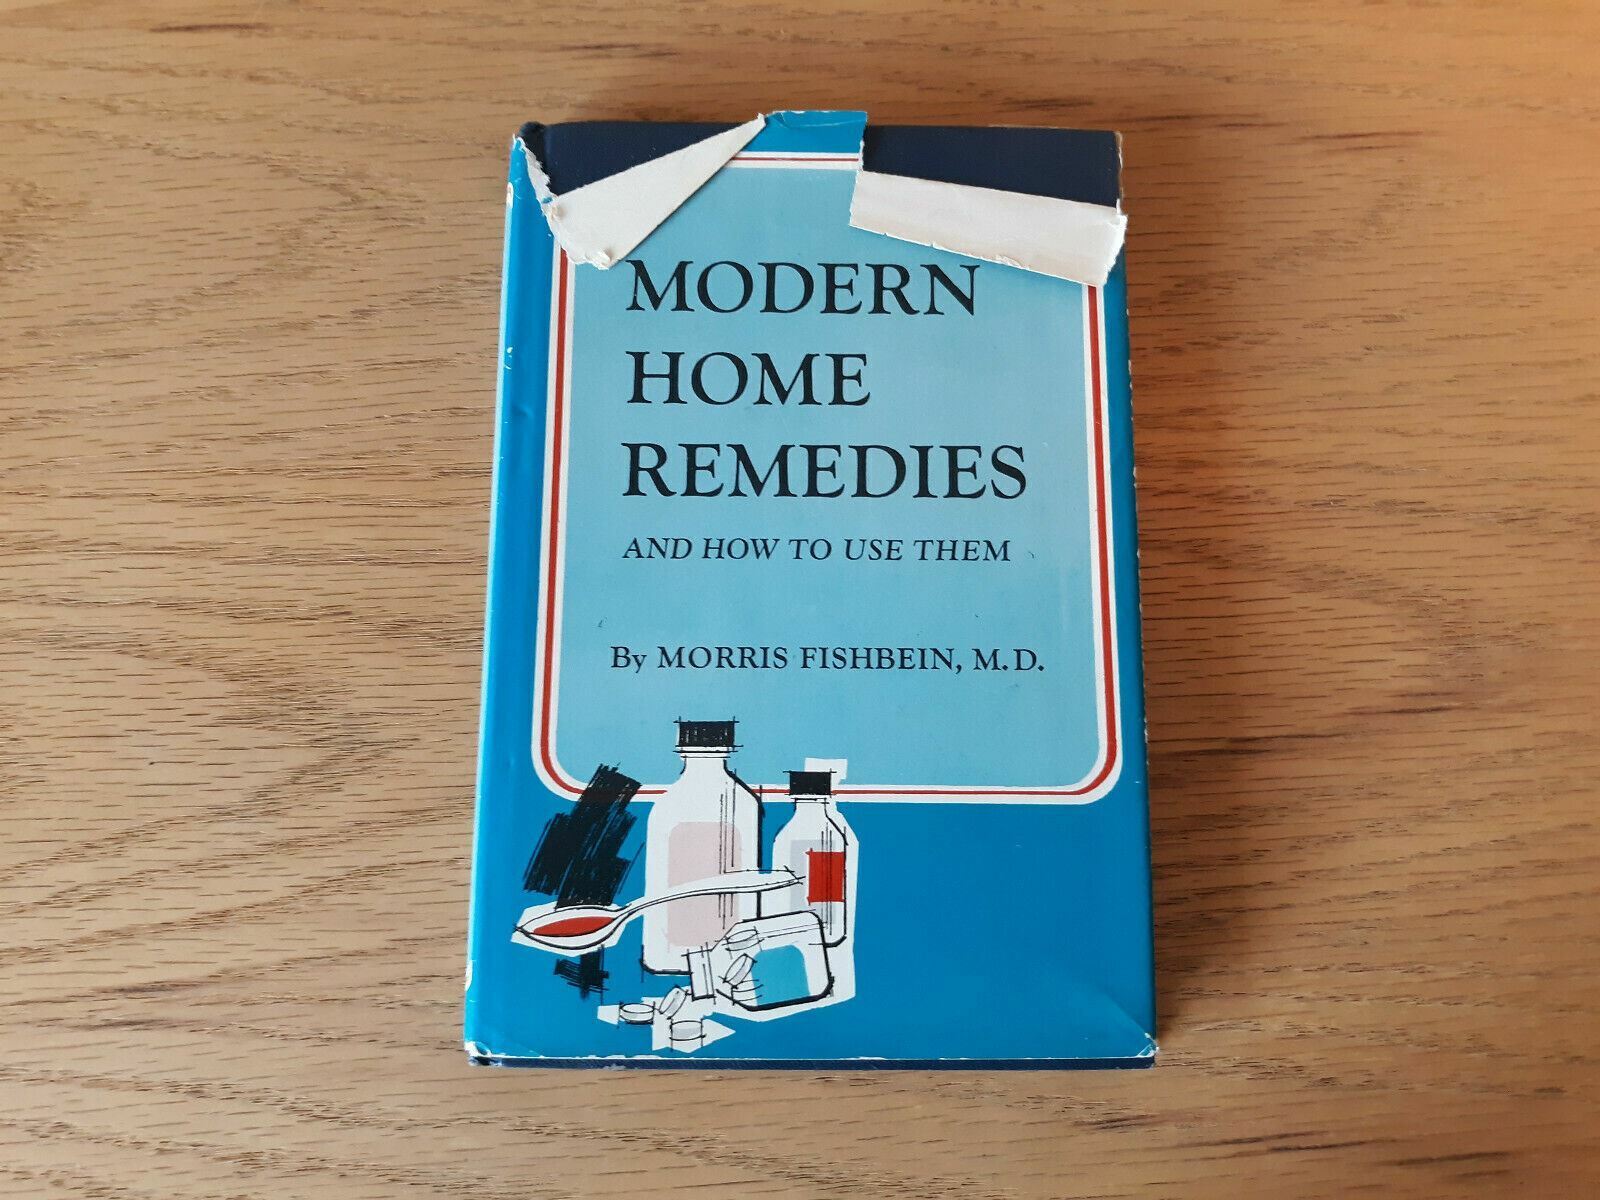 MODERN
HOME
REMEDIES
AND HOW TO USE THEM
By MORRIS FISHBEIN, M.D.